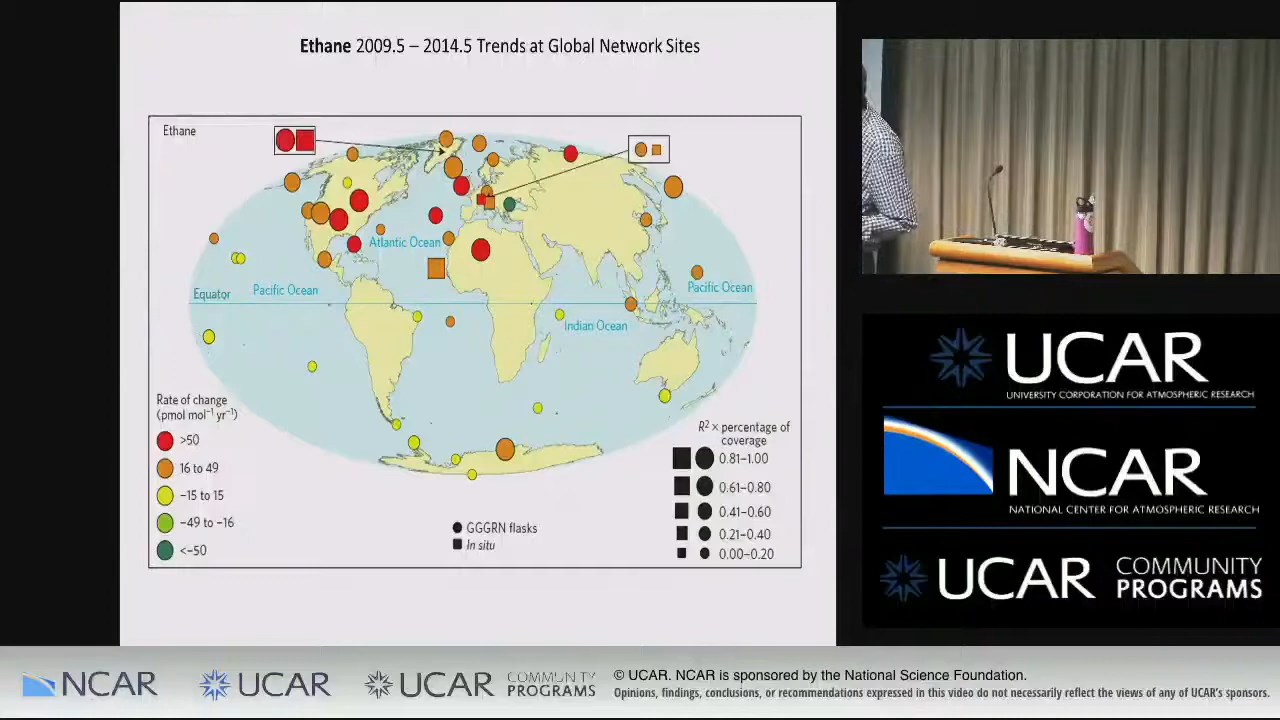 Ethane 2009.5 – 2014.5 Trends at Global Network Sites
Ethane
Atlantic Ocean
Equator
Pacific Ocean
Pacific Ocean
Indian Ocean
Rate of change
(pmol mol⁻¹ yr⁻¹)
>50
16 to 49
−15 to 15
−49 to −16
<−50
GGGRN flasks
In situ
R² × percentage of
coverage
0.81–1.00
0.61–0.80
0.41–0.60
0.21–0.40
0.00–0.20
UCAR
UNIVERSITY CORPORATION FOR ATMOSPHERIC RESEARCH
NCAR
NATIONAL CENTER FOR ATMOSPHERIC RESEARCH
UCAR COMMUNITY
PROGRAMS
NCAR UCAR UCAR COMMUNITY
PROGRAMS
© UCAR. NCAR is sponsored by the National Science Foundation.
Opinions, findings, conclusions, or recommendations expressed in this video do not necessarily reflect the views of any of UCAR's sponsors.